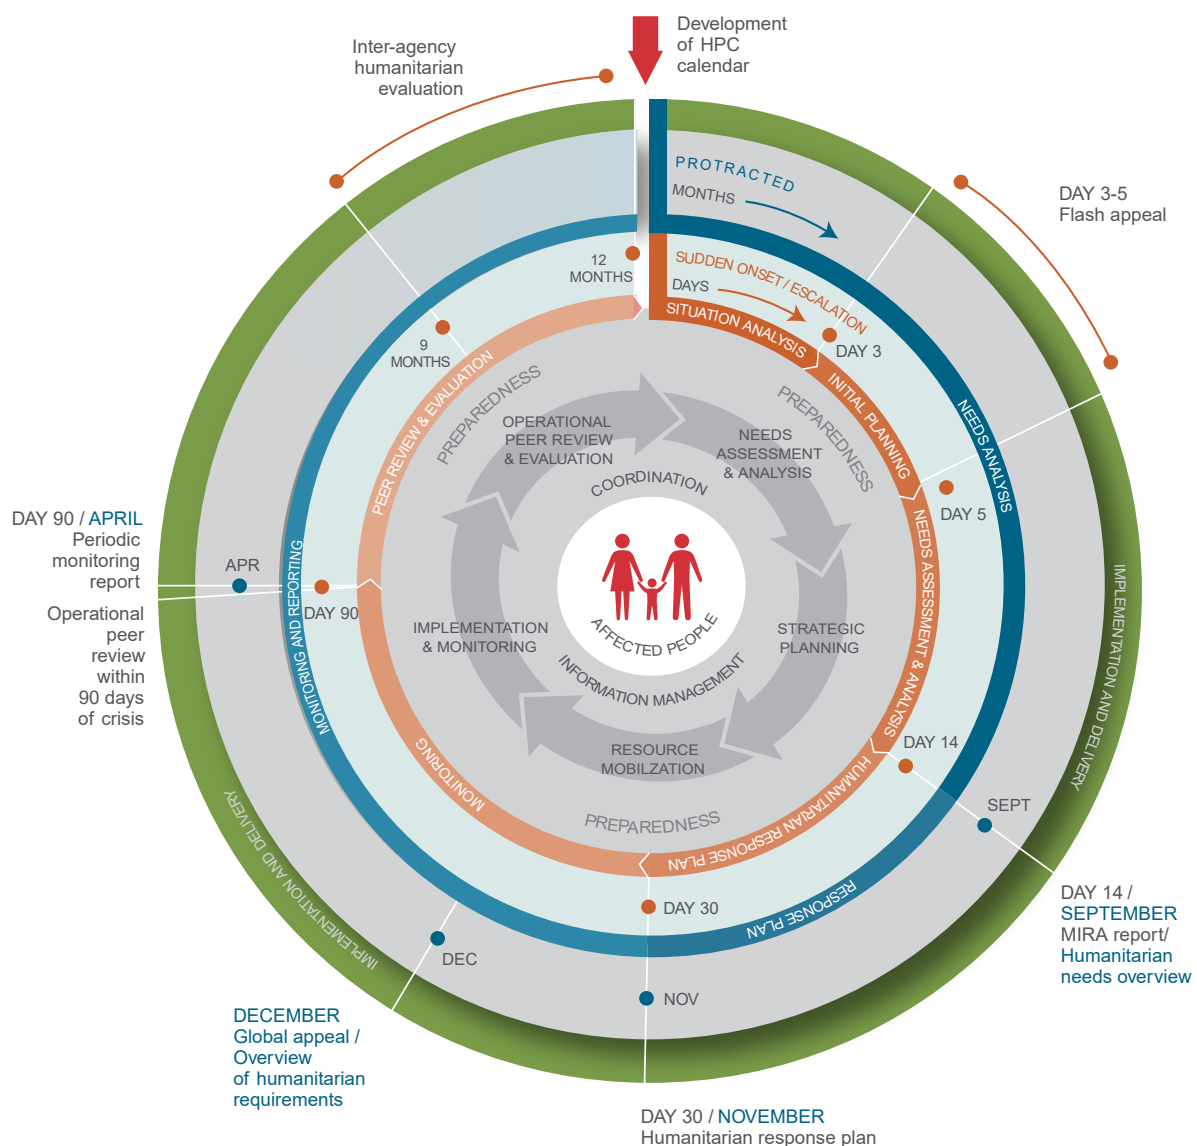 Development
of HPC
calendar
Inter-agency
humanitarian
evaluation
PROTRACTED
MONTHS
DAY 3-5
Flash appeal
SUDDEN ONSET / ESCALATION
DAYS
12
MONTHS
9
MONTHS
SITUATION ANALYSIS
DAY 3
INITIAL PLANNING
NEEDS ANALYSIS
DAY 5
NEEDS ASSESSMENT & ANALYSIS
DAY 14
HUMANITARIAN RESPONSE PLAN
DAY 30
MONITORING
DAY 90
PEER REVIEW & EVALUATION
PREPAREDNESS
PREPAREDNESS
PREPAREDNESS
OPERATIONAL
PEER REVIEW
& EVALUATION
NEEDS
ASSESSMENT
& ANALYSIS
STRATEGIC
PLANNING
RESOURCE
MOBILZATION
IMPLEMENTATION
& MONITORING
COORDINATION
AFFECTED PEOPLE
INFORMATION MANAGEMENT
MONITORING AND REPORTING
RESPONSE PLAN
IMPLEMENTATION AND DELIVERY
IMPLEMENTATION AND DELIVERY
APR
SEPT
NOV
DEC
DAY 90 / APRIL
Periodic
monitoring
report
Operational
peer
review
within
90 days
of crisis
DAY 14 /
SEPTEMBER
MIRA report/
Humanitarian
needs overview
DECEMBER
Global appeal /
Overview
of humanitarian
requirements
DAY 30 / NOVEMBER
Humanitarian response plan